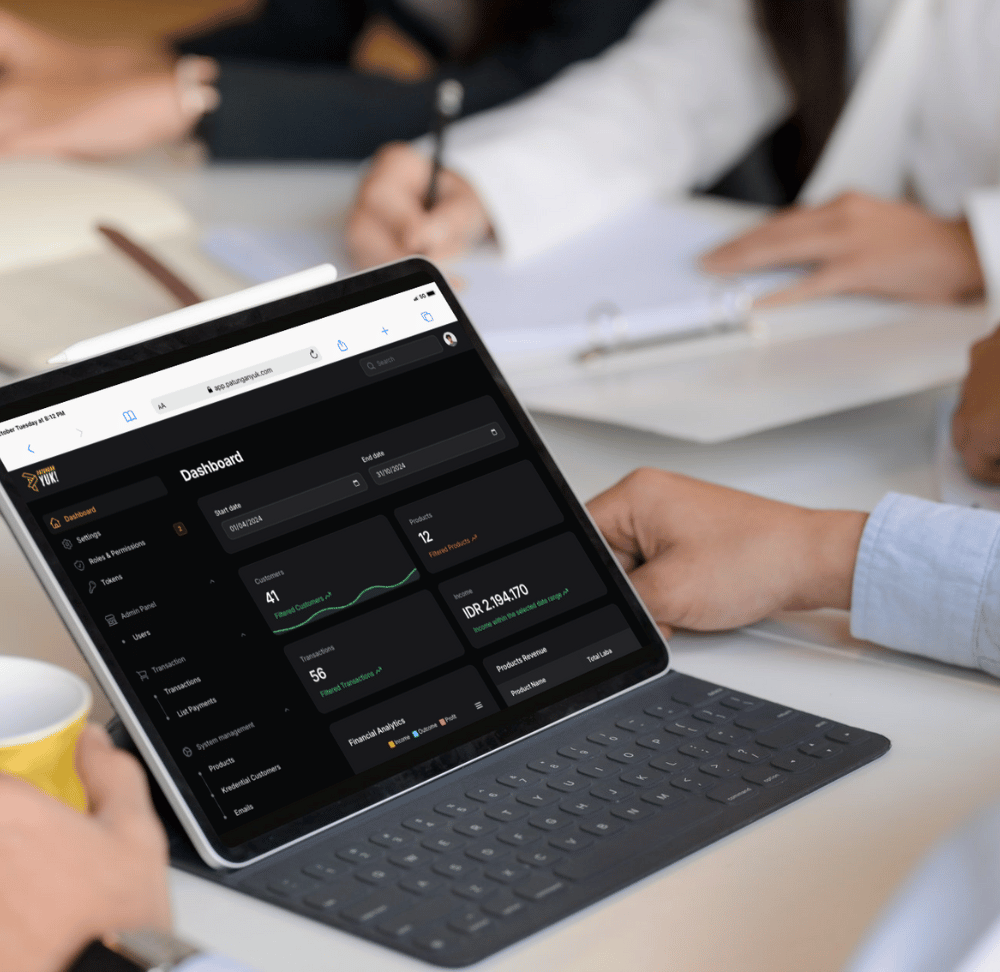 tober Tuesday at 8:12 PM
5G
AA
app.patunganyuk.com
PATUNGAN
YUK!
Search
Dashboard
Start date
01/04/2024
End date
31/10/2024
Dashboard
Settings
Roles & Permissions
2
Tokens
Admin Panel
Users
Transaction
Transactions
List Payments
System management
Products
Kredential Customers
Emails
Customers
41
Filtered Customers
Products
12
Filtered Products
Transactions
56
Filtered Transactions
Income
IDR 2.194.170
Income within the selected date range
Financial Analytics
Income Outcome Profit
Products Revenue
Product Name Total Laba